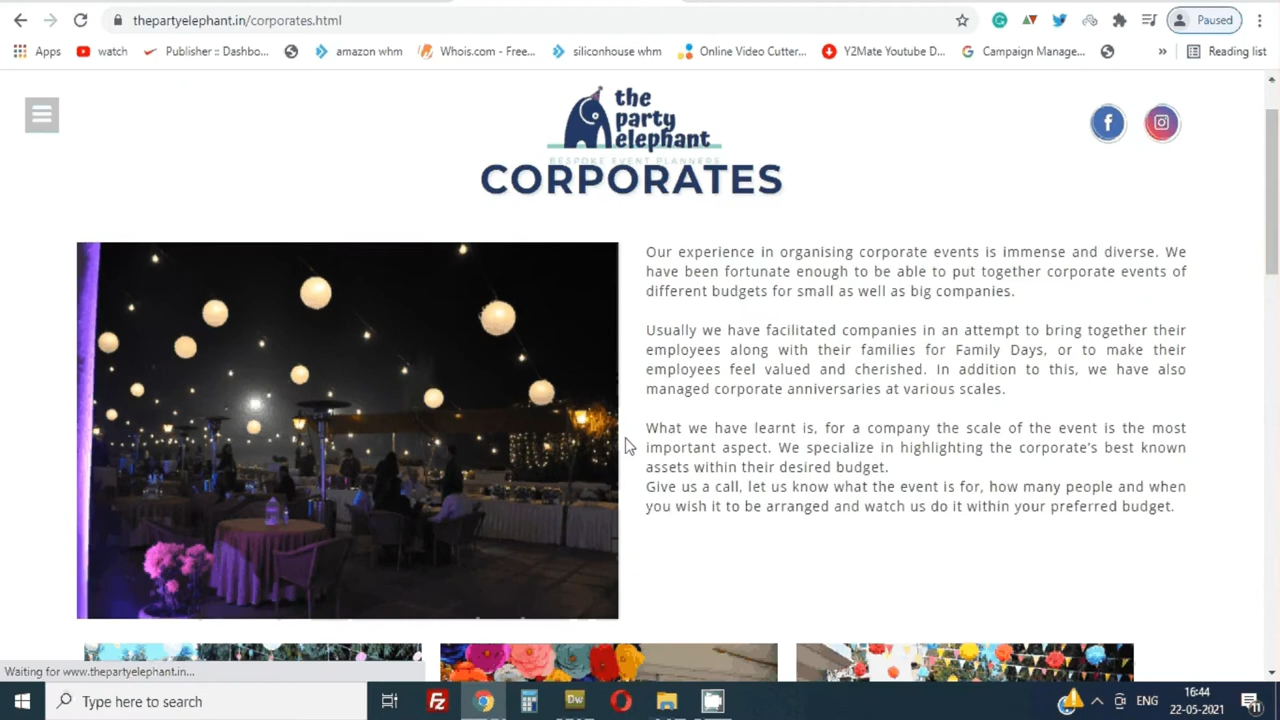 thepartyelephant.in/corporates.html
Paused
Apps
watch
Publisher :: Dashbo...
amazon whm
Whois.com - Free...
siliconhouse whm
Online Video Cutter...
Y2Mate Youtube D...
Campaign Manage...
»
Reading list
the
party
elephant
BESPOKE EVENT PLANNERS
CORPORATES
Our experience in organising corporate events is immense and diverse. We
have been fortunate enough to be able to put together corporate events of
different budgets for small as well as big companies.
Usually we have facilitated companies in an attempt to bring together their
employees along with their families for Family Days, or to make their
employees feel valued and cherished. In addition to this, we have also
managed corporate anniversaries at various scales.
What we have learnt is, for a company the scale of the event is the most
important aspect. We specialize in highlighting the corporate's best known
assets within their desired budget.
Give us a call, let us know what the event is for, how many people and when
you wish it to be arranged and watch us do it within your preferred budget.
Waiting for www.thepartyelephant.in...
Type here to search
Fz
Dw
ENG
16:44
22-05-2021
11